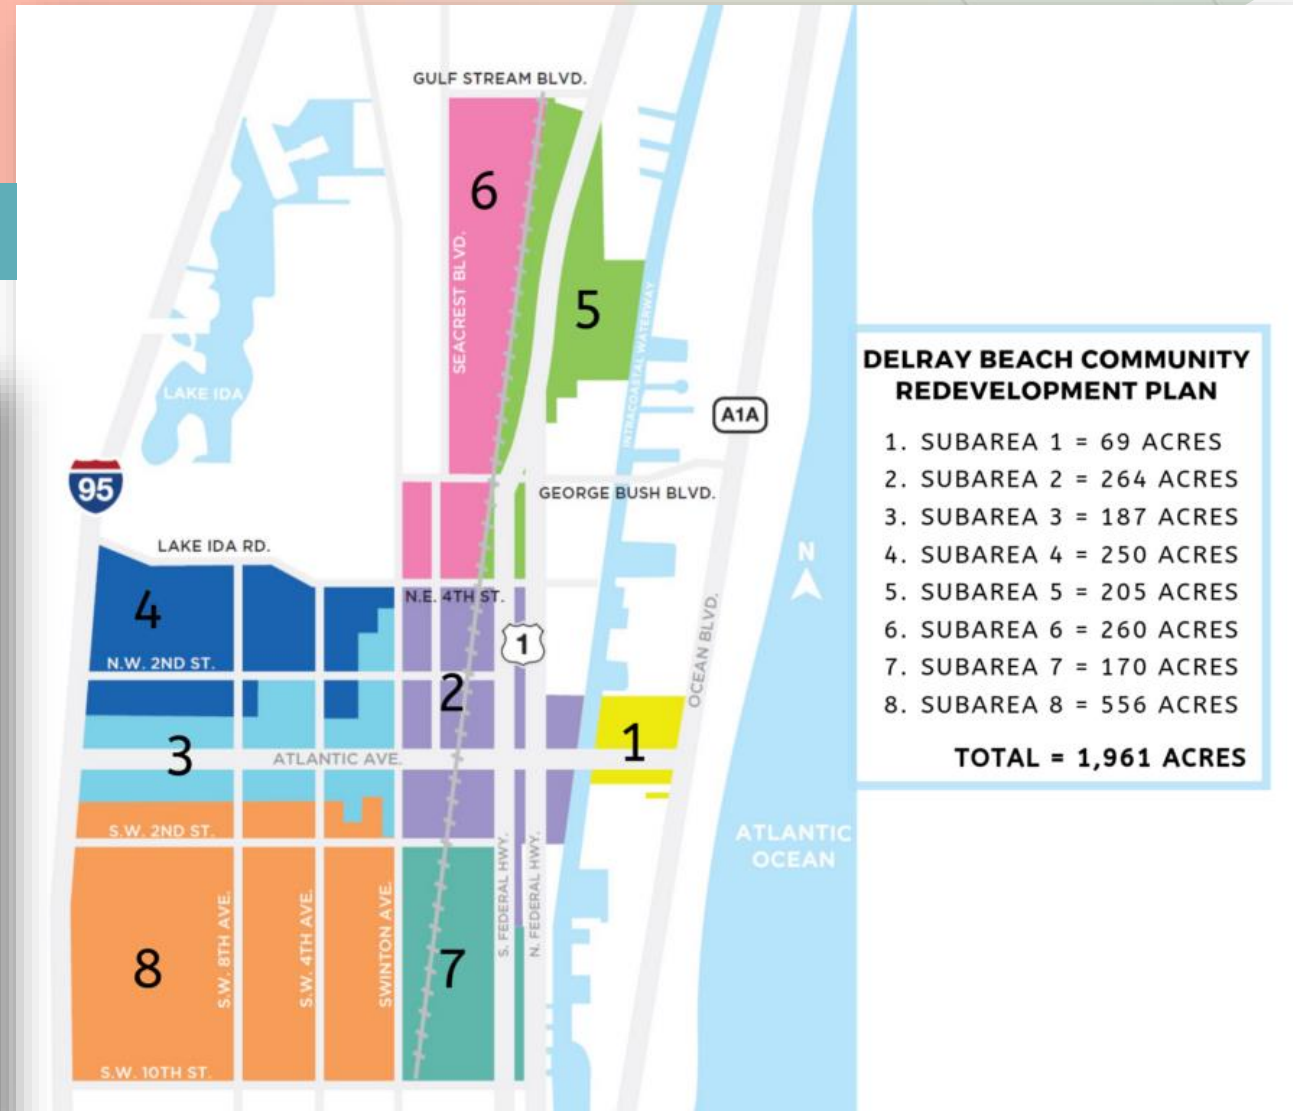 GULF STREAM BLVD.
6
SEACREST BLVD.
5
INTRACOASTAL WATERWAY
LAKE IDA
A1A
95
GEORGE BUSH BLVD.
LAKE IDA RD.
N
4
N.E. 4TH ST.
OCEAN BLVD.
1
N.W. 2ND ST.
2
3
ATLANTIC AVE.
1
S.W. 2ND ST.
ATLANTIC
OCEAN
S. FEDERAL HWY.
N. FEDERAL HWY.
8
S.W. 8TH AVE.
S.W. 4TH AVE.
SWINTON AVE.
7
S.W. 10TH ST.
DELRAY BEACH COMMUNITY
REDEVELOPMENT PLAN
1. SUBAREA 1 = 69 ACRES
2. SUBAREA 2 = 264 ACRES
3. SUBAREA 3 = 187 ACRES
4. SUBAREA 4 = 250 ACRES
5. SUBAREA 5 = 205 ACRES
6. SUBAREA 6 = 260 ACRES
7. SUBAREA 7 = 170 ACRES
8. SUBAREA 8 = 556 ACRES
TOTAL = 1,961 ACRES